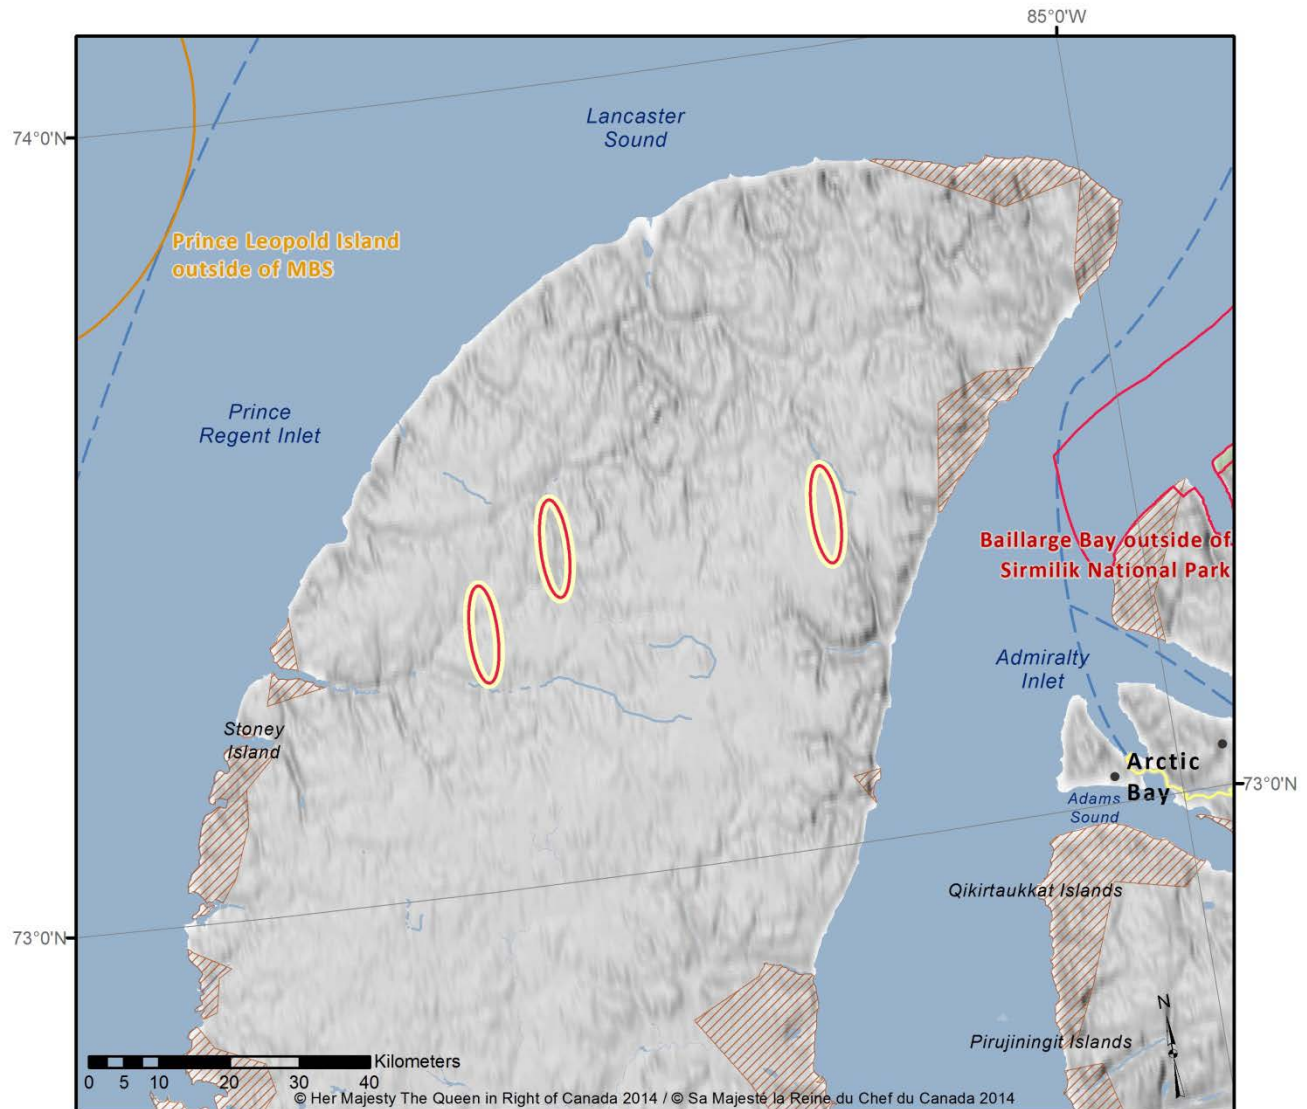 85°0'W
74°0'N
Lancaster
Sound
Prince Leopold Island
outside of MBS
Prince
Regent Inlet
Baillarge Bay outside of
Sirmilik National Park
Admiralty
Inlet
Stoney
Island
Arctic
Bay
73°0'N
Adams
Sound
Qikirtaukkat Islands
73°0'N
N
Pirujiningit Islands
Kilometers
0 5 10 20 30 40
© Her Majesty The Queen in Right of Canada 2014 / © Sa Majesté la Reine du Chef du Canada 2014